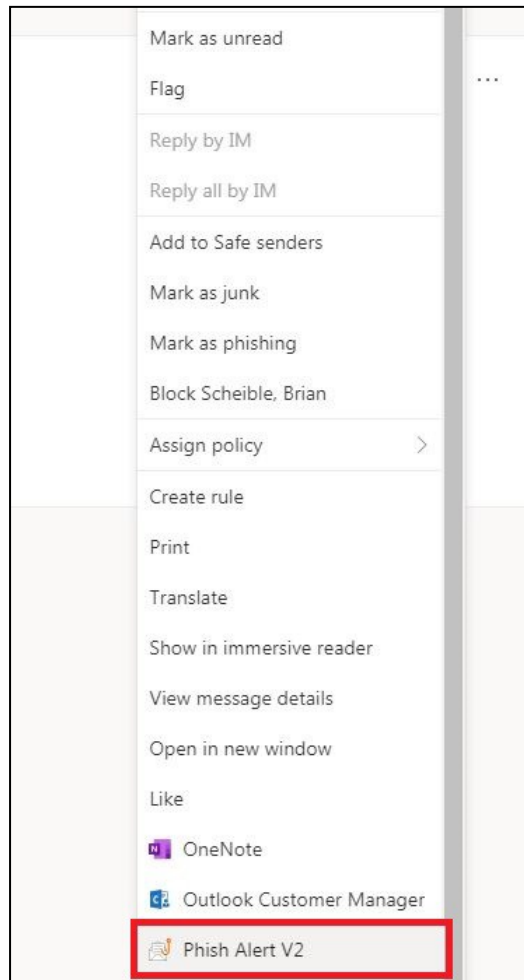 Mark as unread
Flag
...
Reply by IM
Reply all by IM
Add to Safe senders
Mark as junk
Mark as phishing
Block Scheible, Brian
Assign policy
Create rule
Print
Translate
Show in immersive reader
View message details
Open in new window
Like
OneNote
Outlook Customer Manager
Phish Alert V2